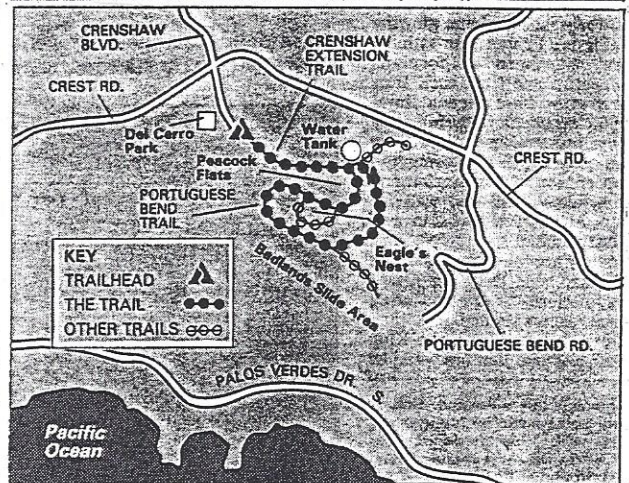 CRENSHAW
BLVD.
CRENSHAW
EXTENSION
TRAIL
CREST RD.
Del Cerro
Park
Water
Tank
Peacock
Flats
CREST RD.
PORTUGUESE
BEND
TRAIL
Eagle's
Nest
KEY
TRAILHEAD
THE TRAIL
OTHER TRAILS
Badlands Slide Area
PORTUGUESE BEND RD.
PALOS VERDES DR. S.
Pacific
Ocean